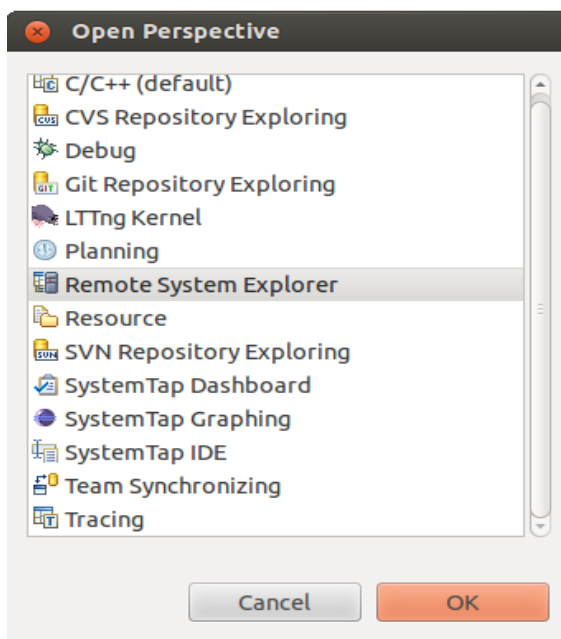 Open Perspective
C/C++ (default)
CVS Repository Exploring
Debug
Git Repository Exploring
LTTng Kernel
Planning
Remote System Explorer
Resource
SVN Repository Exploring
SystemTap Dashboard
SystemTap Graphing
SystemTap IDE
Team Synchronizing
Tracing
Cancel OK